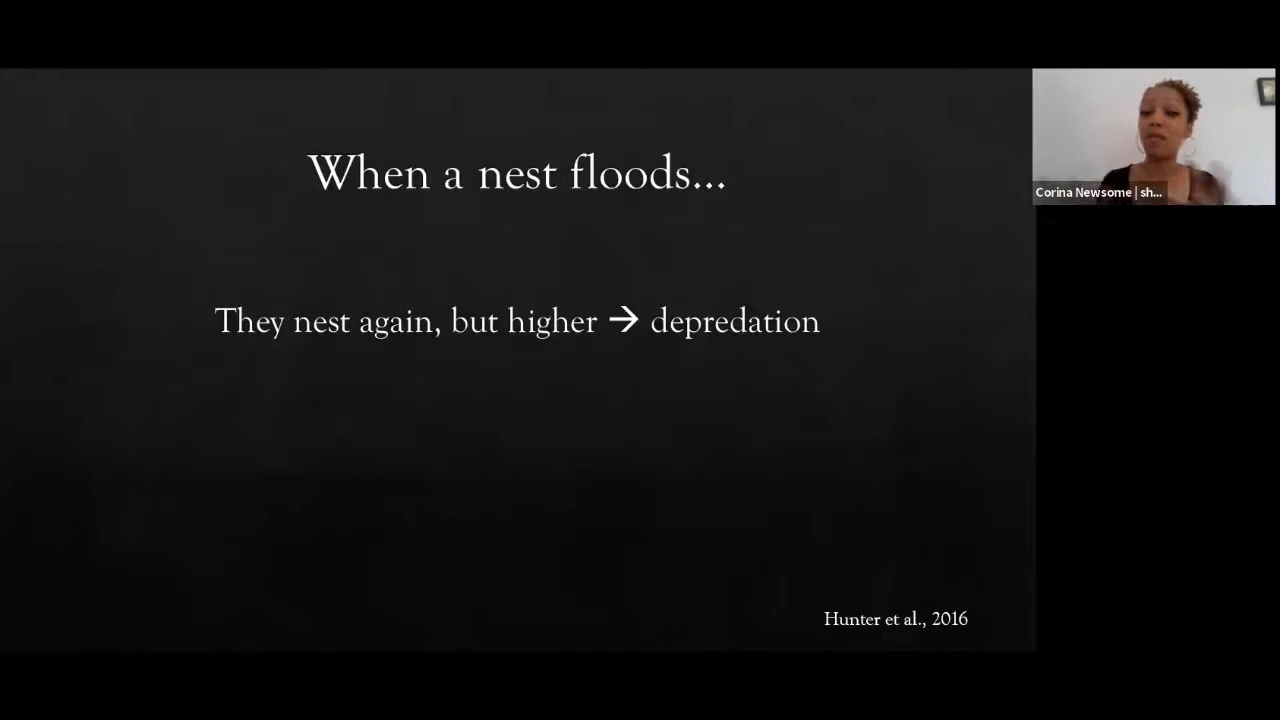 When a nest floods...
They nest again, but higher → depredation
Hunter et al., 2016
Corina Newsome | sh...